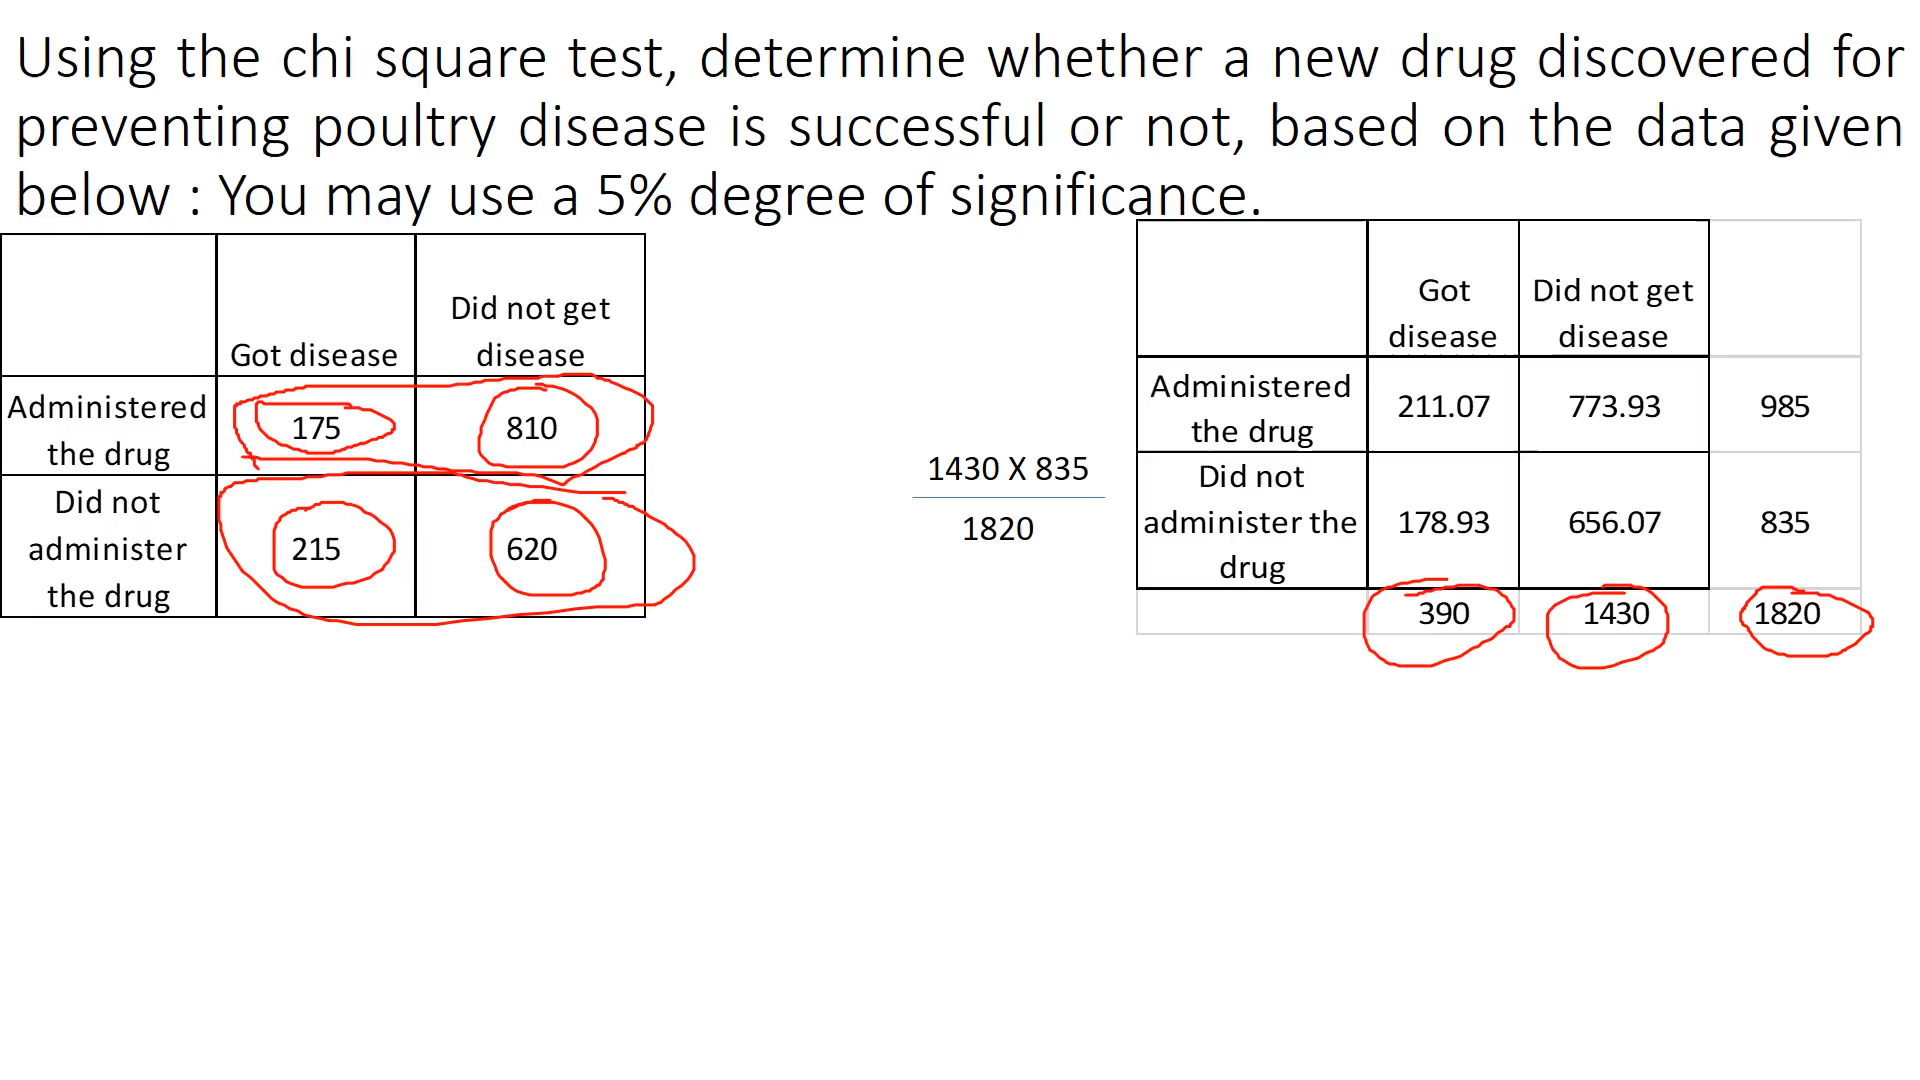 Using the chi square test, determine whether a new drug discovered for
preventing poultry disease is successful or not, based on the data given
below : You may use a 5% degree of significance.
Got disease
Did not get
disease
Administered
the drug
175
810
Did not
administer
the drug
215
620
1430 X 835
1820
Got
disease
Did not get
disease
Administered
the drug
211.07
773.93
985
Did not
administer the
drug
178.93
656.07
835
390
1430
1820